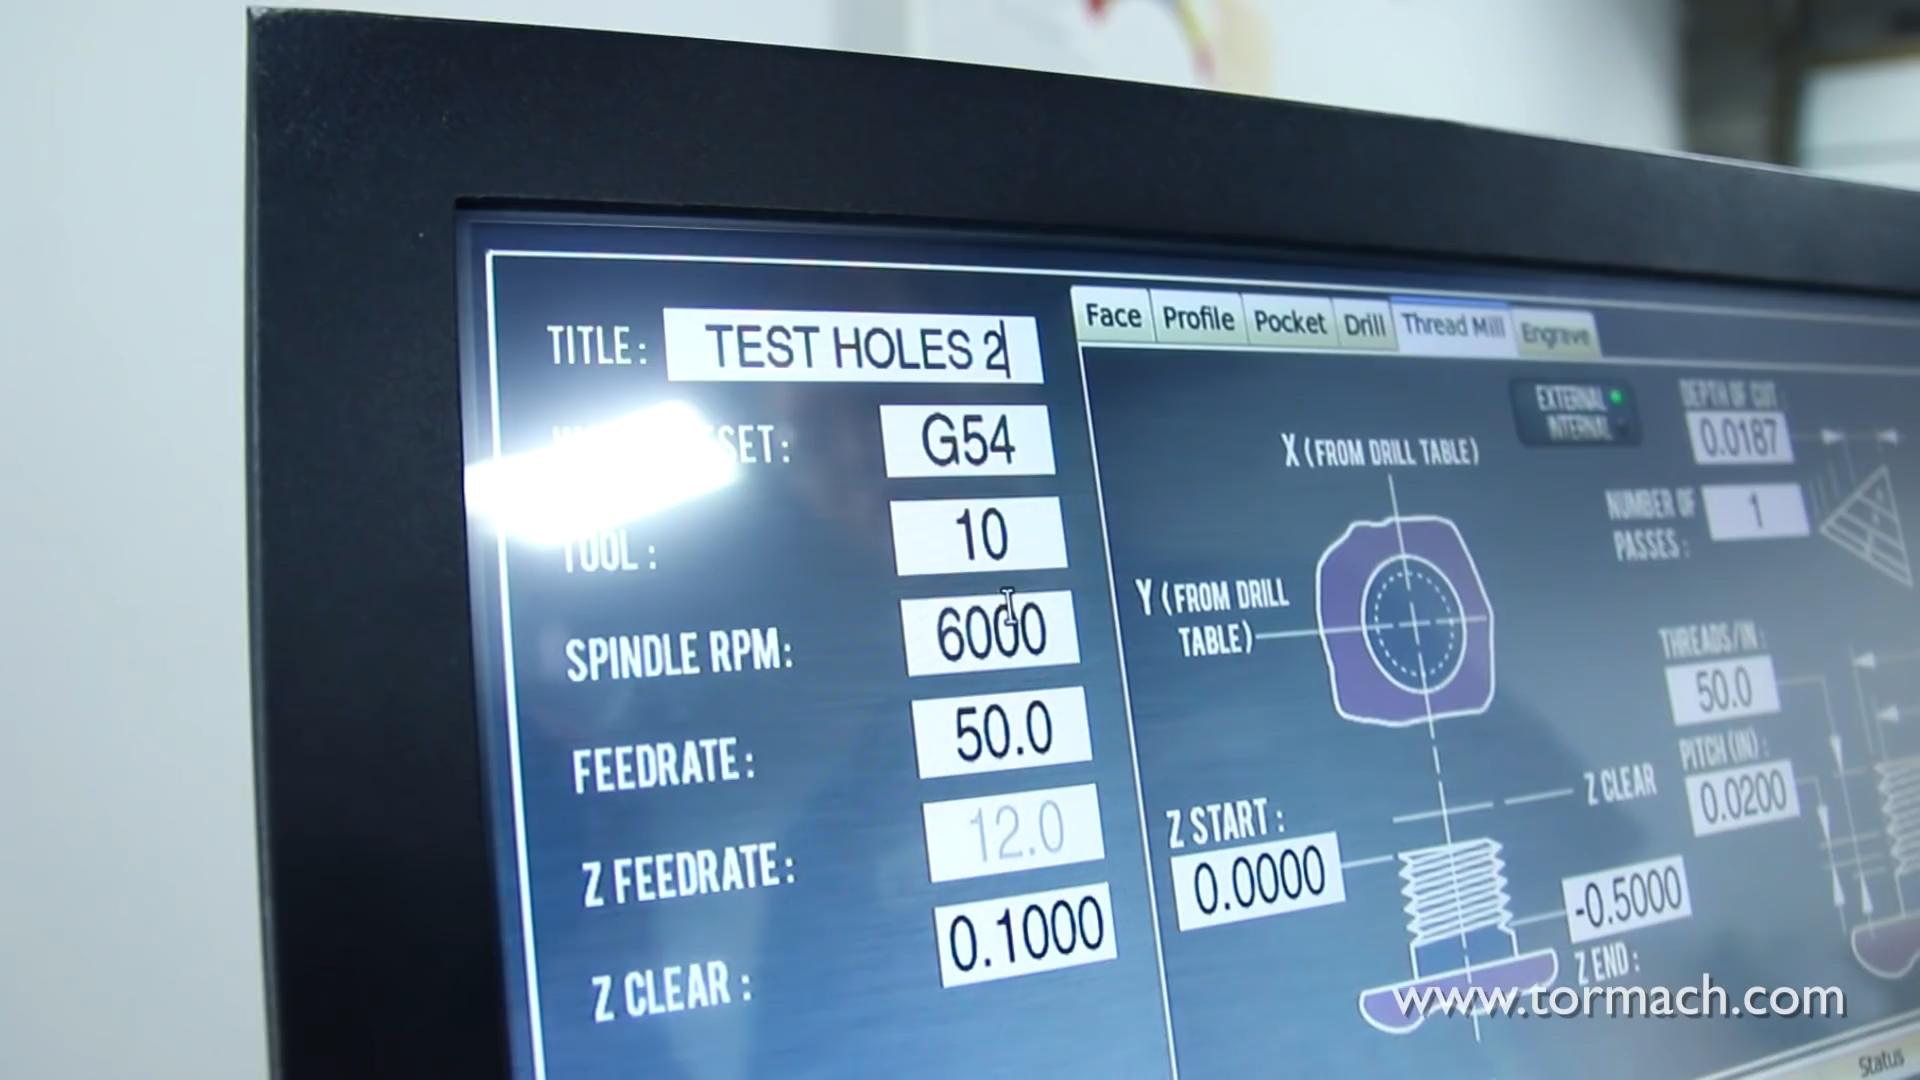 TITLE: TEST HOLES 2
SET: G54
TOOL: 10
SPINDLE RPM: 6000
FEEDRATE: 50.0
Z FEEDRATE: 12.0
Z CLEAR: 0.1000
Face Profile Pocket Drill Thread Mill Engrave
EXTERNAL
INTERNAL
DEPTH OF CUT:
0.0187
X (FROM DRILL TABLE)
NUMBER OF
PASSES: 1
Y (FROM DRILL
TABLE)
THREADS/IN:
50.0
PITCH (IN):
0.0200
Z CLEAR
Z START:
0.0000
-0.5000
Z END:
www.tormach.com
Status